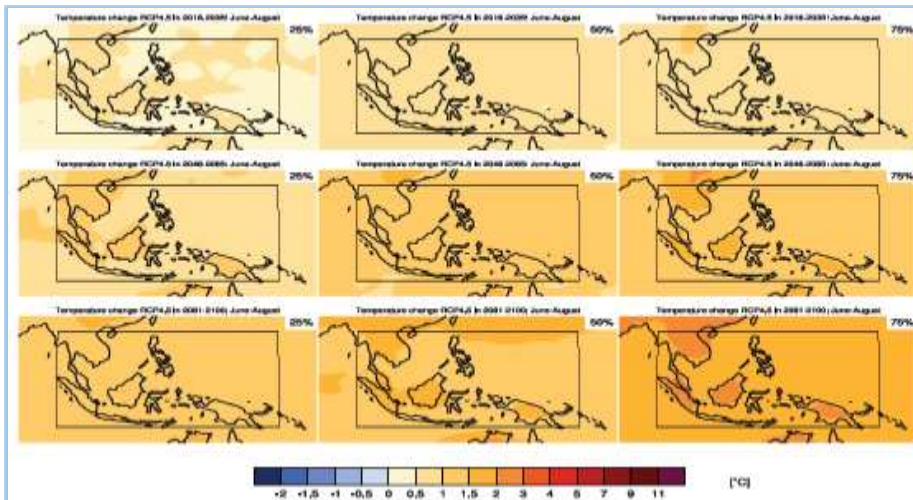 Temperature change RCP4.5 in 2016-2035: June-August
25%
Temperature change RCP4.5 in 2016-2035: June-August
50%
Temperature change RCP4.5 in 2016-2035: June-August
75%
Temperature change RCP4.5 in 2046-2065: June-August
25%
Temperature change RCP4.5 in 2046-2065: June-August
50%
Temperature change RCP4.5 in 2046-2065: June-August
75%
Temperature change RCP4.5 in 2081-2100: June-August
25%
Temperature change RCP4.5 in 2081-2100: June-August
50%
Temperature change RCP4.5 in 2081-2100: June-August
75%
-2 -1,5 -1 -0,5 0 0,5 1 1,5 2 3 4 5 7 9 11 [°C]